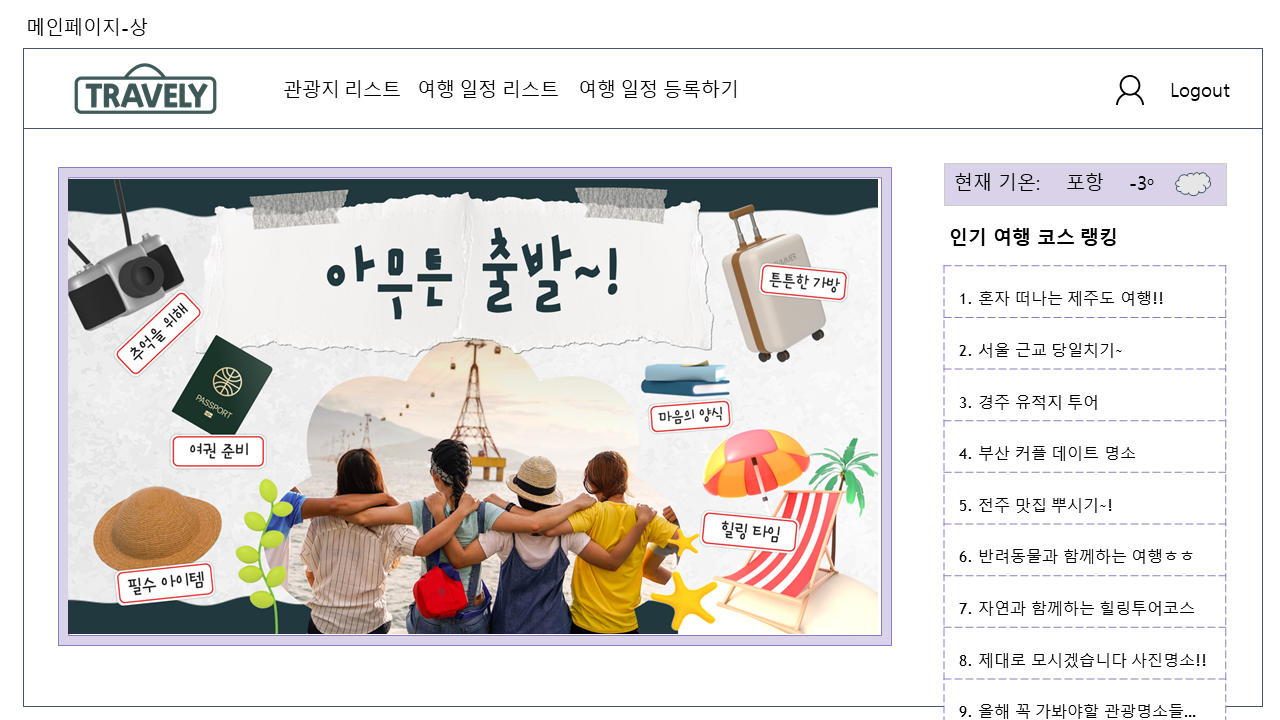 메인페이지-상
TRAVELY
관광지 리스트 여행 일정 리스트 여행 일정 등록하기
Logout
아무튼 출발~!
추억을 위해
PASSPORT
여권 준비
필수 아이템
튼튼한 가방
마음의 양식
힐링 타임
현재 기온: 포항 -3º
인기 여행 코스 랭킹
1. 혼자 떠나는 제주도 여행!!
2. 서울 근교 당일치기~
3. 경주 유적지 투어
4. 부산 커플 데이트 명소
5. 전주 맛집 뿌시기~!
6. 반려동물과 함께하는 여행ㅎㅎ
7. 자연과 함께하는 힐링투어코스
8. 제대로 모시겠습니다 사진명소!!
9. 올해 꼭 가봐야할 관광명소들...